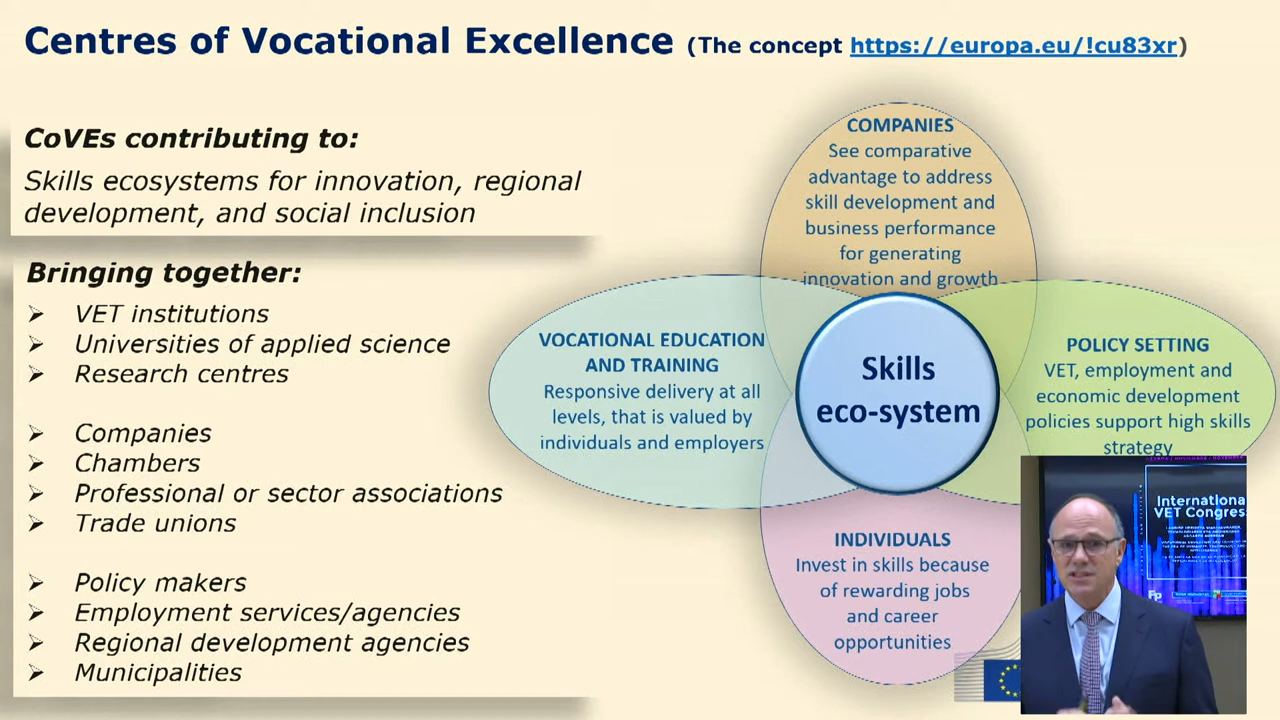 Centres of Vocational Excellence (The concept https://europa.eu/!cu83xr)
CoVEs contributing to:
Skills ecosystems for innovation, regional
development, and social inclusion
Bringing together:
VET institutions
Universities of applied science
Research centres
Companies
Chambers
Professional or sector associations
Trade unions
Policy makers
Employment services/agencies
Regional development agencies
Municipalities
COMPANIES
See comparative
advantage to address
skill development and
business performance
for generating
innovation and growth
VOCATIONAL EDUCATION
AND TRAINING
Responsive delivery at all
levels, that is valued by
individuals and employers
Skills
eco-system
POLICY SETTING
VET, employment and
economic development
policies support high skills
strategy
INDIVIDUALS
Invest in skills because
of rewarding jobs
and career
opportunities
International
VET Congress